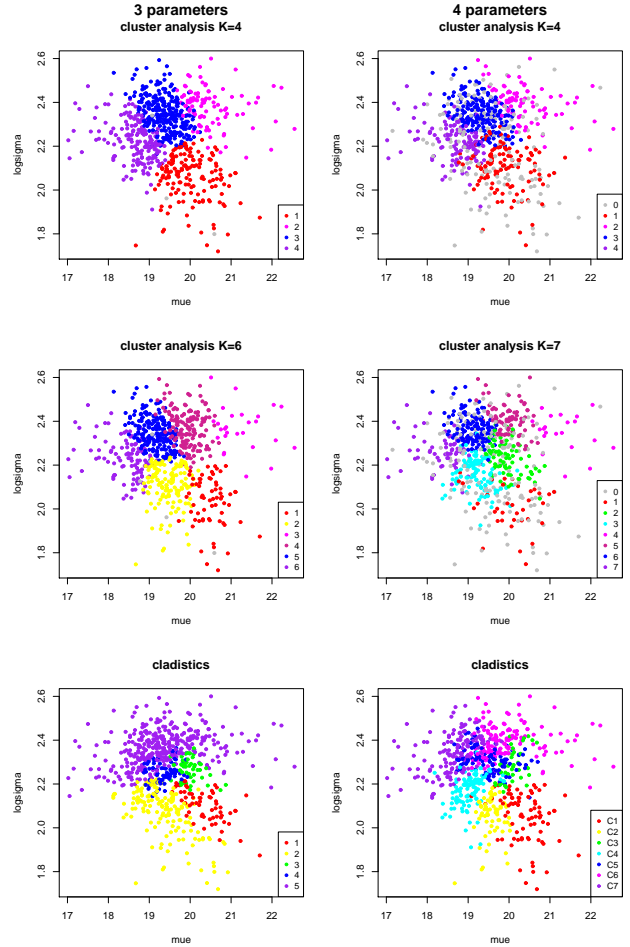 3 parameters
cluster analysis K=4
logsigma
2.6
2.4
2.2
2.0
1.8
17 18 19 20 21 22
mue
1
2
3
4
4 parameters
cluster analysis K=4
logsigma
2.6
2.4
2.2
2.0
1.8
17 18 19 20 21 22
mue
0
1
2
3
4
cluster analysis K=6
logsigma
2.6
2.4
2.2
2.0
1.8
17 18 19 20 21 22
mue
1
2
3
4
5
6
cluster analysis K=7
logsigma
2.6
2.4
2.2
2.0
1.8
17 18 19 20 21 22
mue
0
1
2
3
4
5
6
7
cladistics
logsigma
2.6
2.4
2.2
2.0
1.8
17 18 19 20 21 22
mue
1
2
3
4
5
cladistics
logsigma
2.6
2.4
2.2
2.0
1.8
17 18 19 20 21 22
mue
C1
C2
C3
C4
C5
C6
C7